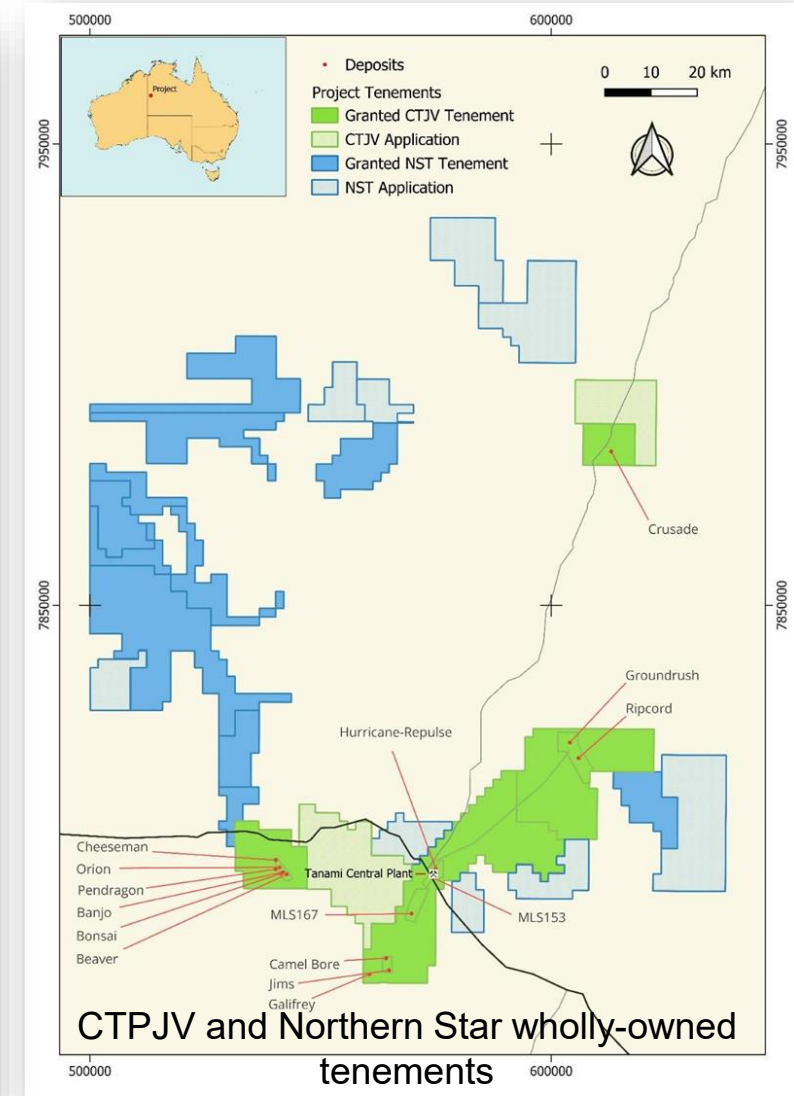 500000
600000
Project
Deposits
Project Tenements
Granted CTJV Tenement
CTJV Application
Granted NST Tenement
NST Application
0 10 20 km
7950000
7950000
Crusade
7850000
7850000
Groundrush
Ripcord
Hurricane-Repulse
Cheeseman
Orion
Pendragon
Banjo
Bonsai
Beaver
Tanami Central Plant
MLS167
MLS153
Camel Bore
Jims
Galifrey
CTPJV and Northern Star wholly-owned
tenements
500000
600000